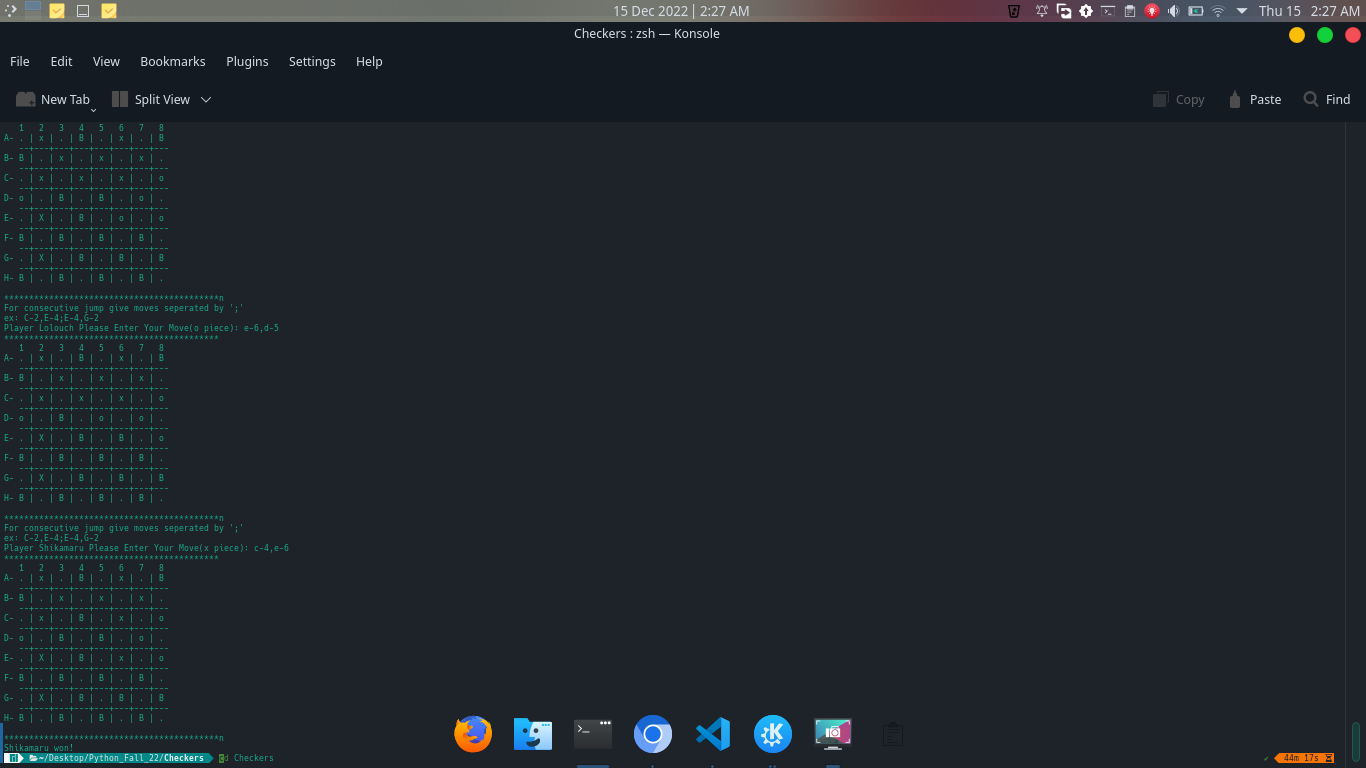 15 Dec 2022 | 2:27 AM
Thu 15 2:27 AM
Checkers : zsh — Konsole
File Edit View Bookmarks Plugins Settings Help
New Tab Split View Copy Paste Find
1 2 3 4 5 6 7 8
A- . | x | . | B | . | x | . | B
--+---+---+---+---+---+---+---
B- B | . | x | . | x | . | x | .
--+---+---+---+---+---+---+---
C- . | x | . | x | . | x | . | o
--+---+---+---+---+---+---+---
D- o | . | B | . | B | . | o | .
--+---+---+---+---+---+---+---
E- . | X | . | B | . | o | . | o
--+---+---+---+---+---+---+---
F- B | . | B | . | B | . | B | .
--+---+---+---+---+---+---+---
G- . | X | . | B | . | B | . | B
--+---+---+---+---+---+---+---
H- B | . | B | . | B | . | B | .
*******************************************n
For consecutive jump give moves seperated by ';'
ex: C-2,E-4;E-4,G-2
Player Lolouch Please Enter Your Move(o piece): e-6,d-5
*******************************************
1 2 3 4 5 6 7 8
A- . | x | . | B | . | x | . | B
--+---+---+---+---+---+---+---
B- B | . | x | . | x | . | x | .
--+---+---+---+---+---+---+---
C- . | x | . | x | . | x | . | o
--+---+---+---+---+---+---+---
D- o | . | B | . | o | . | o | .
--+---+---+---+---+---+---+---
E- . | X | . | B | . | B | . | o
--+---+---+---+---+---+---+---
F- B | . | B | . | B | . | B | .
--+---+---+---+---+---+---+---
G- . | X | . | B | . | B | . | B
--+---+---+---+---+---+---+---
H- B | . | B | . | B | . | B | .
*******************************************n
For consecutive jump give moves seperated by ';'
ex: C-2,E-4;E-4,G-2
Player Shikamaru Please Enter Your Move(x piece): c-4,e-6
*******************************************
1 2 3 4 5 6 7 8
A- . | x | . | B | . | x | . | B
--+---+---+---+---+---+---+---
B- B | . | x | . | x | . | x | .
--+---+---+---+---+---+---+---
C- . | x | . | B | . | x | . | o
--+---+---+---+---+---+---+---
D- o | . | B | . | B | . | o | .
--+---+---+---+---+---+---+---
E- . | X | . | B | . | x | . | o
--+---+---+---+---+---+---+---
F- B | . | B | . | B | . | B | .
--+---+---+---+---+---+---+---
G- . | X | . | B | . | B | . | B
--+---+---+---+---+---+---+---
H- B | . | B | . | B | . | B | .
*******************************************n
Shikamaru won!
~/Desktop/Python_Fall_22/Checkers cd Checkers 44m 17s